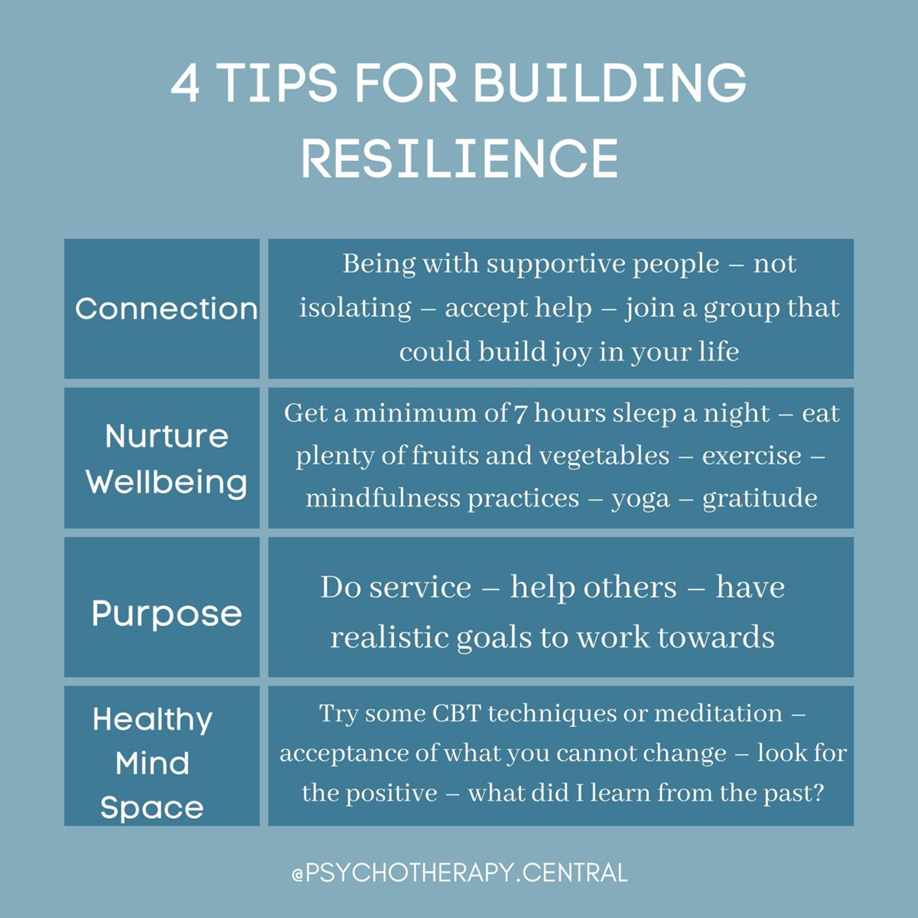 4 TIPS FOR BUILDING
RESILIENCE
Connection
Being with supportive people – not
isolating – accept help – join a group that
could build joy in your life
Nurture
Wellbeing
Get a minimum of 7 hours sleep a night – eat
plenty of fruits and vegetables – exercise –
mindfulness practices – yoga – gratitude
Purpose
Do service – help others – have
realistic goals to work towards
Healthy
Mind
Space
Try some CBT techniques or meditation –
acceptance of what you cannot change – look for
the positive – what did I learn from the past?
@PSYCHOTHERAPY.CENTRAL